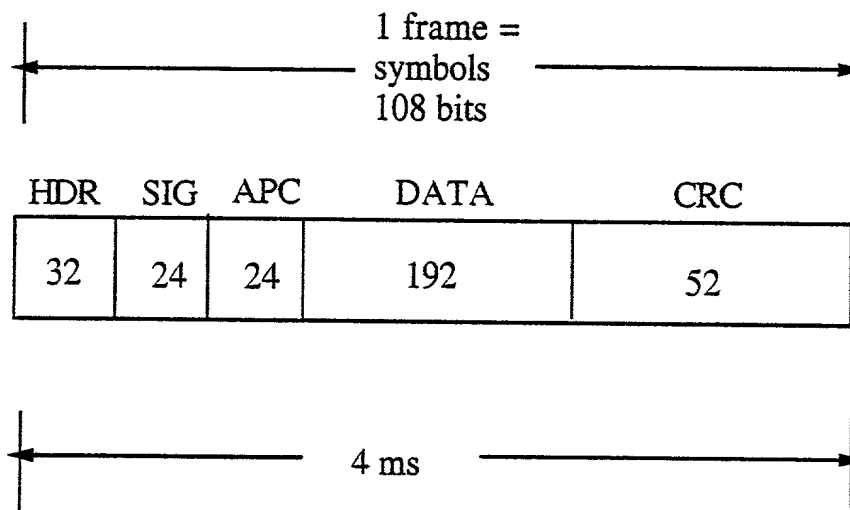 1 frame =
symbols
108 bits
HDR SIG APC DATA CRC
32 24 24 192 52
4 ms